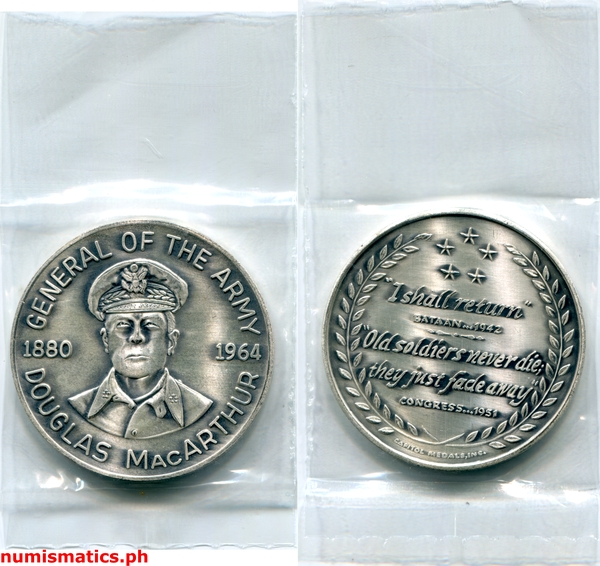 GENERAL OF THE ARMY
1880 1964
DOUGLAS MACARTHUR
"I shall return"
BATAAN...1942
"Old soldiers never die;
they just fade away"
CONGRESS...1951
CAPITOL MEDALS, INC.
numismatics.ph